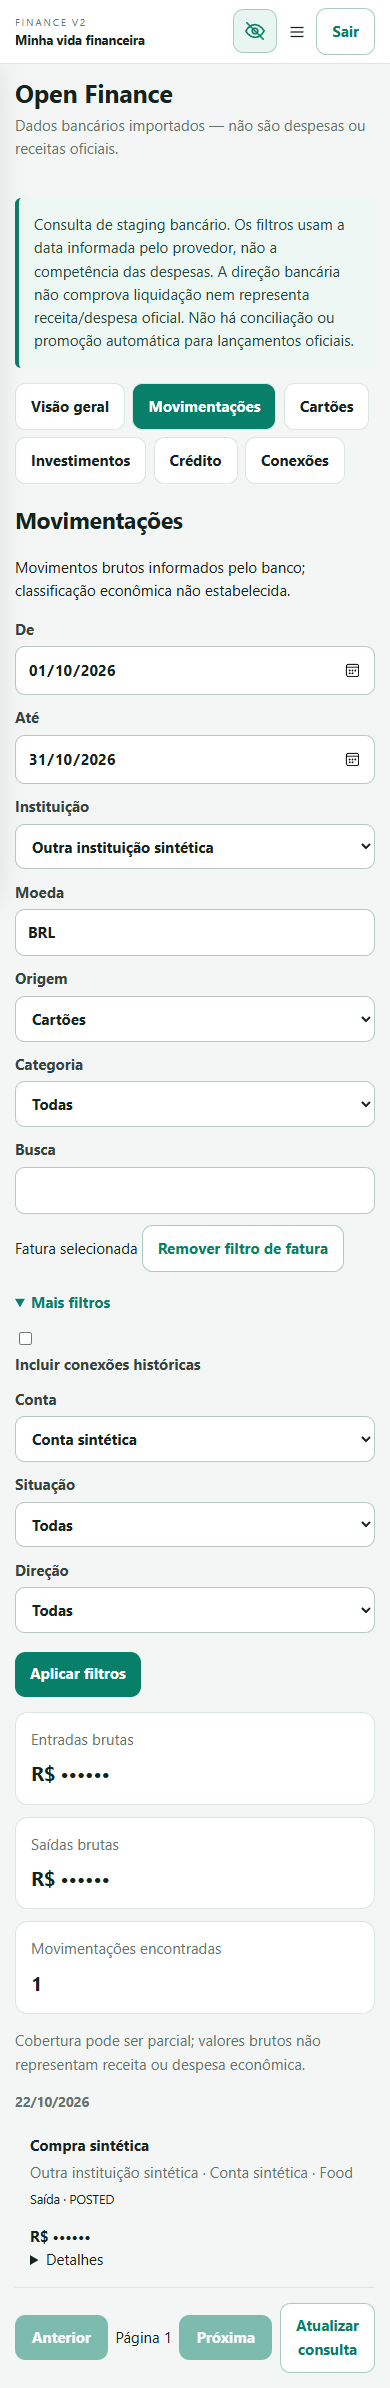 FINANCE V2
Minha vida financeira
Sair
Open Finance
Dados bancários importados — não são despesas ou
receitas oficiais.
Consulta de staging bancário. Os filtros usam a
data informada pelo provedor, não a
competência das despesas. A direção bancária
não comprova liquidação nem representa
receita/despesa oficial. Não há conciliação ou
promoção automática para lançamentos oficiais.
Visão geral
Movimentações
Cartões
Investimentos
Crédito
Conexões
Movimentações
Movimentos brutos informados pelo banco;
classificação econômica não estabelecida.
De
01/10/2026
Até
31/10/2026
Instituição
Outra instituição sintética
Moeda
BRL
Origem
Cartões
Categoria
Todas
Busca
Fatura selecionada
Remover filtro de fatura
▼ Mais filtros
Incluir conexões históricas
Conta
Conta sintética
Situação
Todas
Direção
Todas
Aplicar filtros
Entradas brutas
R$ ••••••
Saídas brutas
R$ ••••••
Movimentações encontradas
1
Cobertura pode ser parcial; valores brutos não
representam receita ou despesa econômica.
22/10/2026
Compra sintética
Outra instituição sintética · Conta sintética · Food
Saída · POSTED
R$ ••••••
▶ Detalhes
Anterior
Página 1
Próxima
Atualizar
consulta